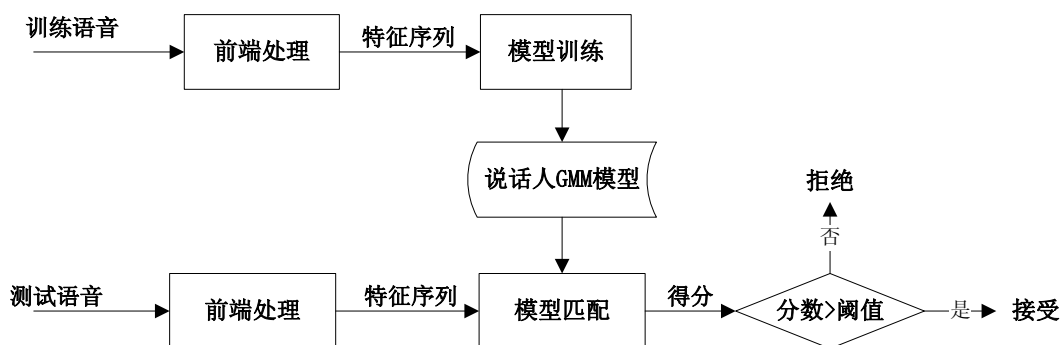 训练语音
前端处理
特征序列
模型训练
说话人GMM模型
拒绝
否
测试语音
前端处理
特征序列
模型匹配
得分
分数>阈值
是
接受